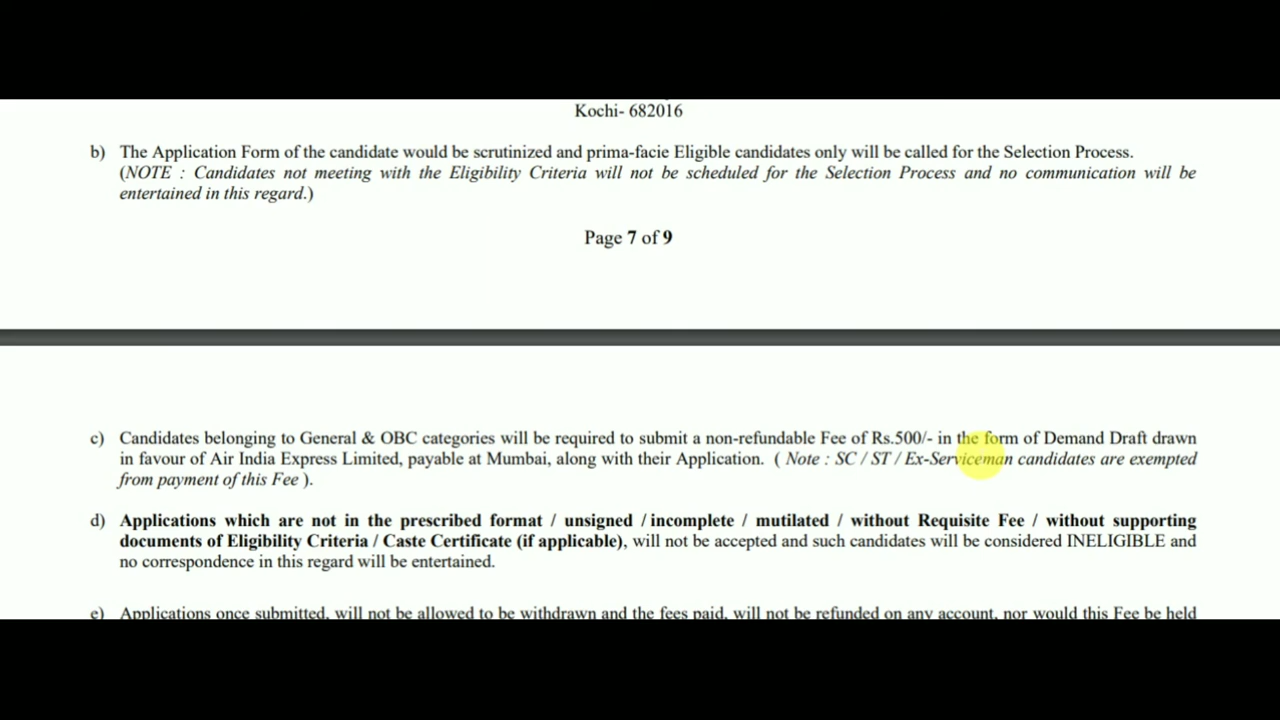 Kochi- 682016
b) The Application Form of the candidate would be scrutinized and prima-facie Eligible candidates only will be called for the Selection Process.
(NOTE : Candidates not meeting with the Eligibility Criteria will not be scheduled for the Selection Process and no communication will be
entertained in this regard.)
Page 7 of 9
c) Candidates belonging to General & OBC categories will be required to submit a non-refundable Fee of Rs.500/- in the form of Demand Draft drawn
in favour of Air India Express Limited, payable at Mumbai, along with their Application. ( Note : SC / ST / Ex-Serviceman candidates are exempted
from payment of this Fee ).
d) Applications which are not in the prescribed format / unsigned / incomplete / mutilated / without Requisite Fee / without supporting
documents of Eligibility Criteria / Caste Certificate (if applicable), will not be accepted and such candidates will be considered INELIGIBLE and
no correspondence in this regard will be entertained.
e) Applications once submitted, will not be allowed to be withdrawn and the fees paid, will not be refunded on any account, nor would this Fee be held